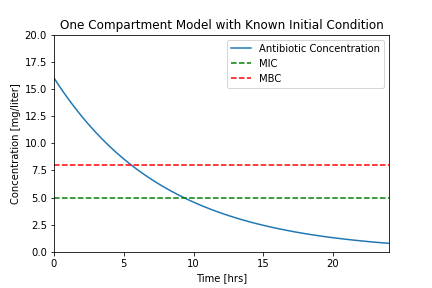 One Compartment Model with Known Initial Condition
20.0
17.5
15.0
12.5
10.0
7.5
5.0
2.5
0.0
Concentration [mg/liter]
Antibiotic Concentration
MIC
MBC
0 5 10 15 20
Time [hrs]